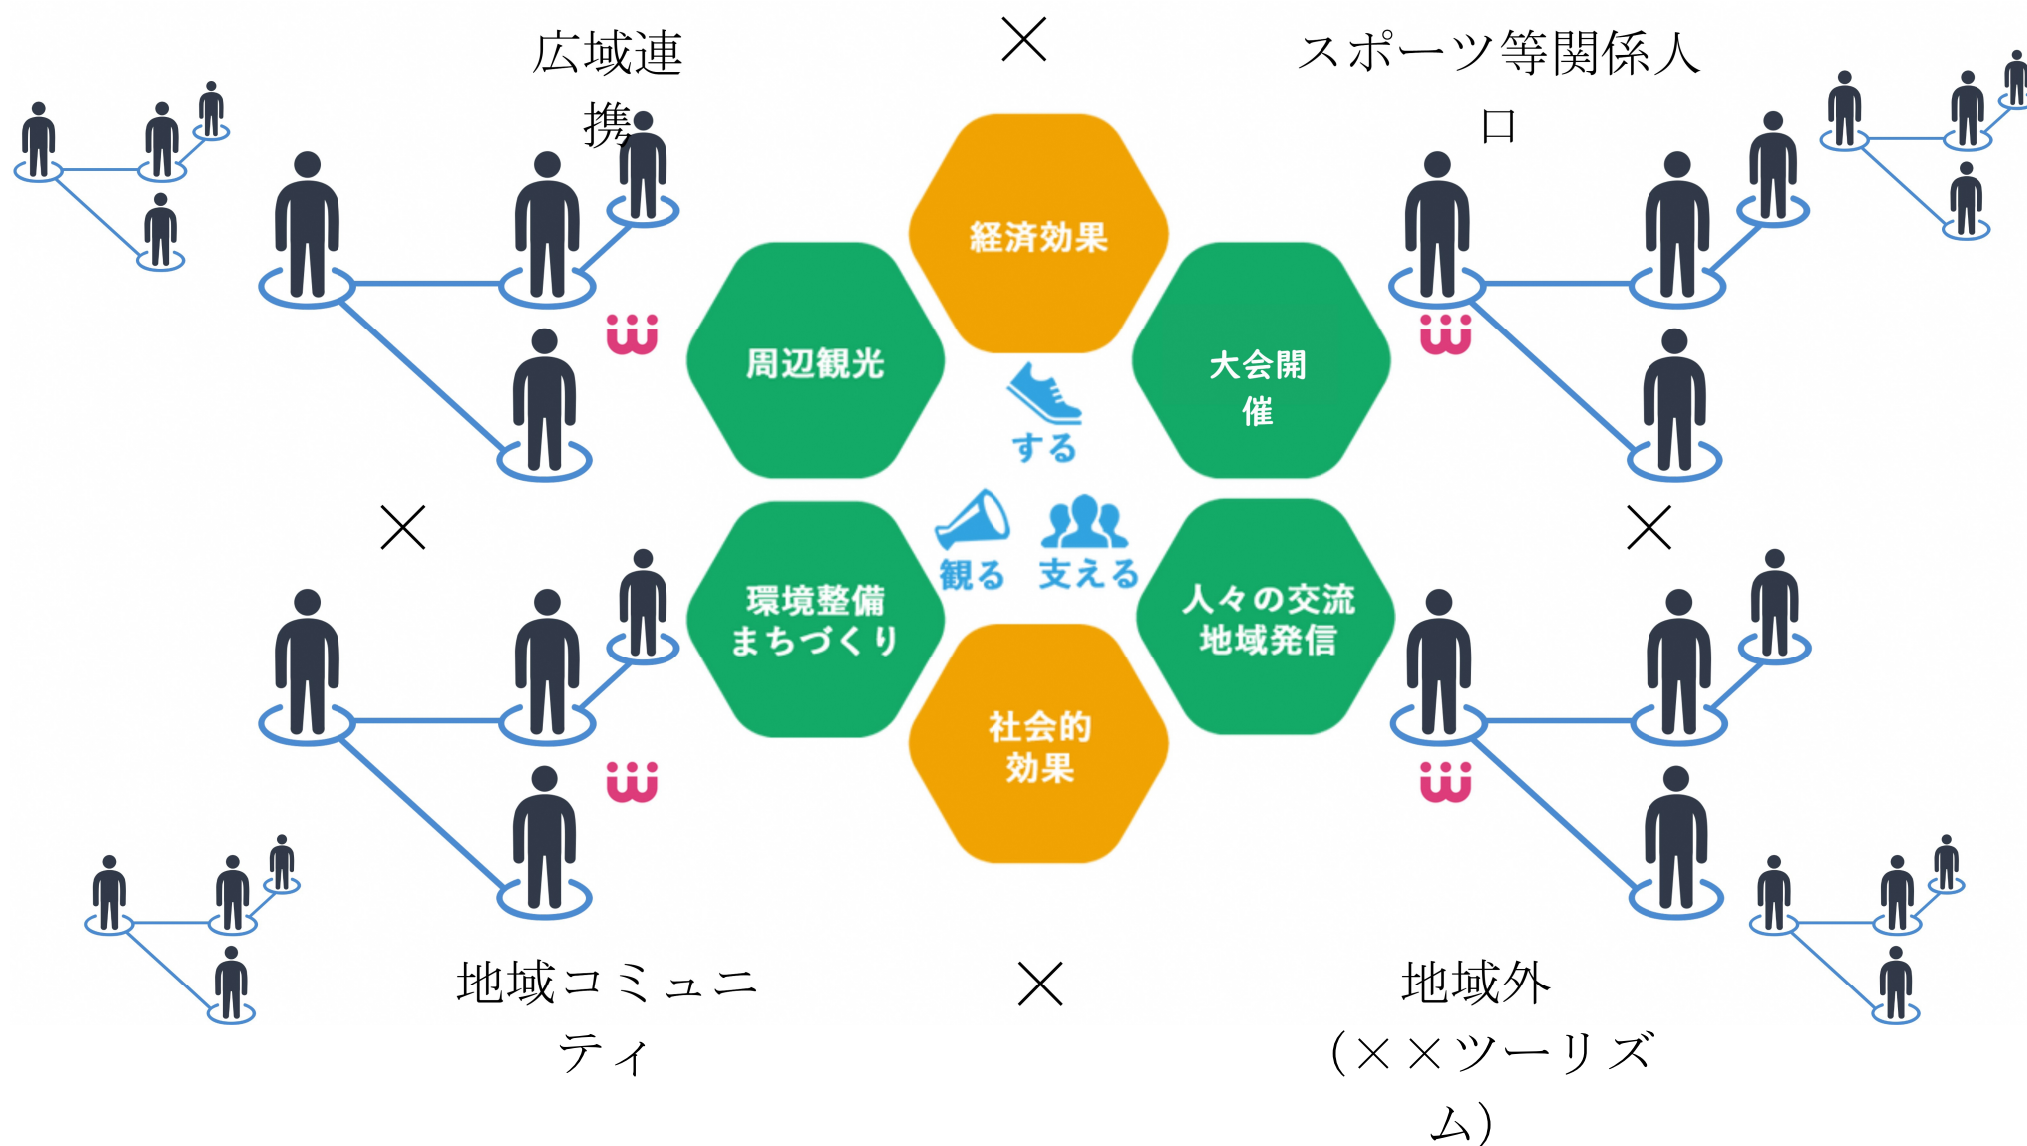 広域連
携
×
スポーツ等関係人
口
経済効果
周辺観光
大会開
催
する
観る
支える
×
×
環境整備
まちづくり
人々の交流
地域発信
社会的
効果
地域コミュニ
ティ
×
地域外
（××ツーリズ
ム）